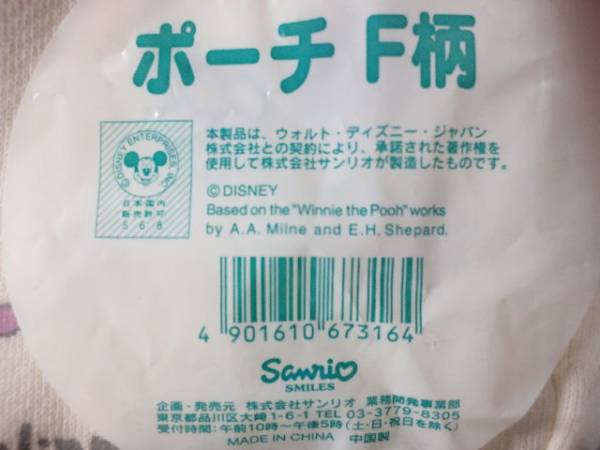 ポーチ F柄
本製品は、ウォルト・ディズニー・ジャパン
株式会社との契約により、承諾された著作権を
使用して株式会社サンリオが製造したものです。
© DISNEY ENTERPRISES, INC.
日本国内
販売許可
568
©DISNEY
Based on the "Winnie the Pooh" works
by A.A. Milne and E.H. Shepard.
4 901610 673164
Sanrio
SMILES
企画・発売元 株式会社サンリオ 業務開発事業部
東京都品川区大崎1-6-1 TEL 03-3779-8305
受付時間:午前10時〜午後5時(土・日・祝日を除く)
MADE IN CHINA 中国製